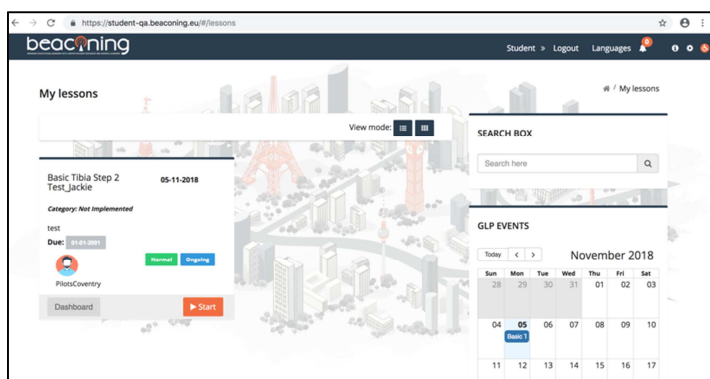 https://student-qa.beaconing.eu/#/lessons
beaconing
Student » Logout Languages 0
My lessons
/ My lessons
View mode:
SEARCH BOX
Search here
Basic Tibia Step 2
Test_Jackie
05-11-2018
Category: Not Implemented
test
Due: 01-01-2001
Normal Ongoing
PilotsCoventry
Dashboard
Start
GLP EVENTS
Today < > November 2018
Sun Mon Tue Wed Thu Fri Sat
28 29 30 31 01 02 03
04 05 06 07 08 09 10
Basic T
11 12 13 14 15 16 17